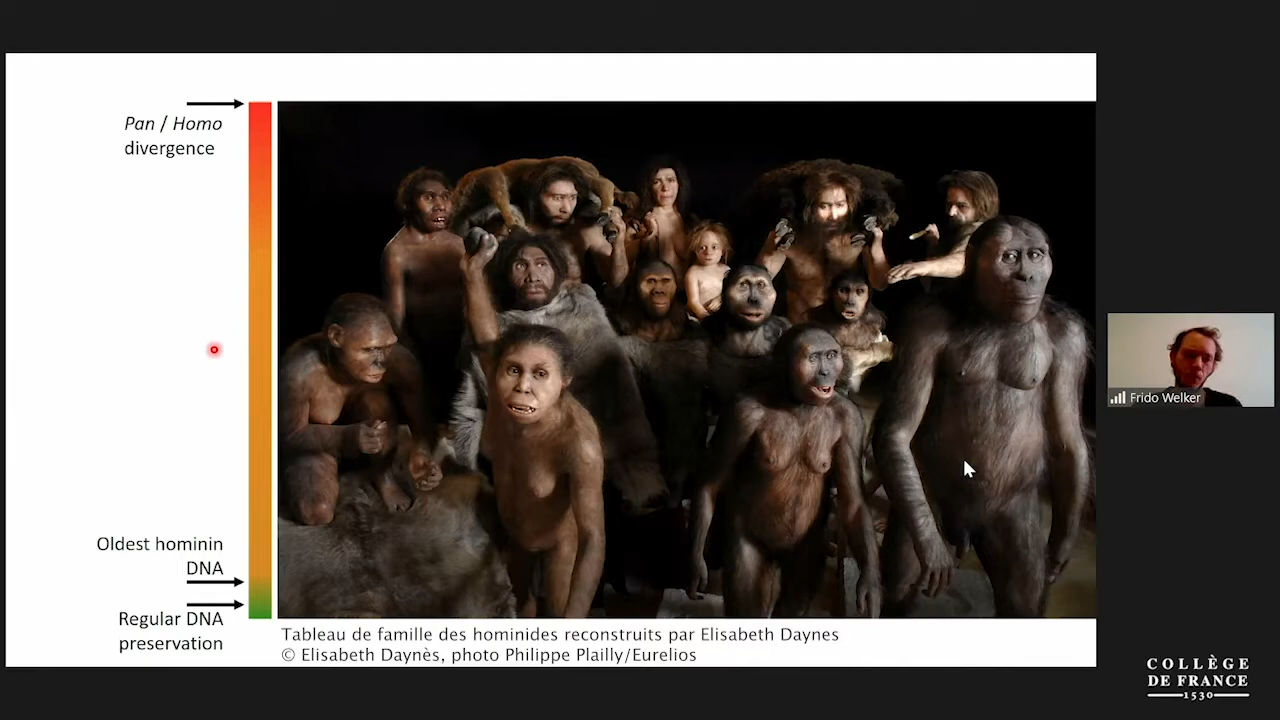 Pan / Homo
divergence
Oldest hominin
DNA
Regular DNA
preservation
Tableau de famille des hominides reconstruits par Elisabeth Daynes
© Elisabeth Daynès, photo Philippe Plailly/Eurelios
Frido Welker
COLLÈGE
DE FRANCE
1530